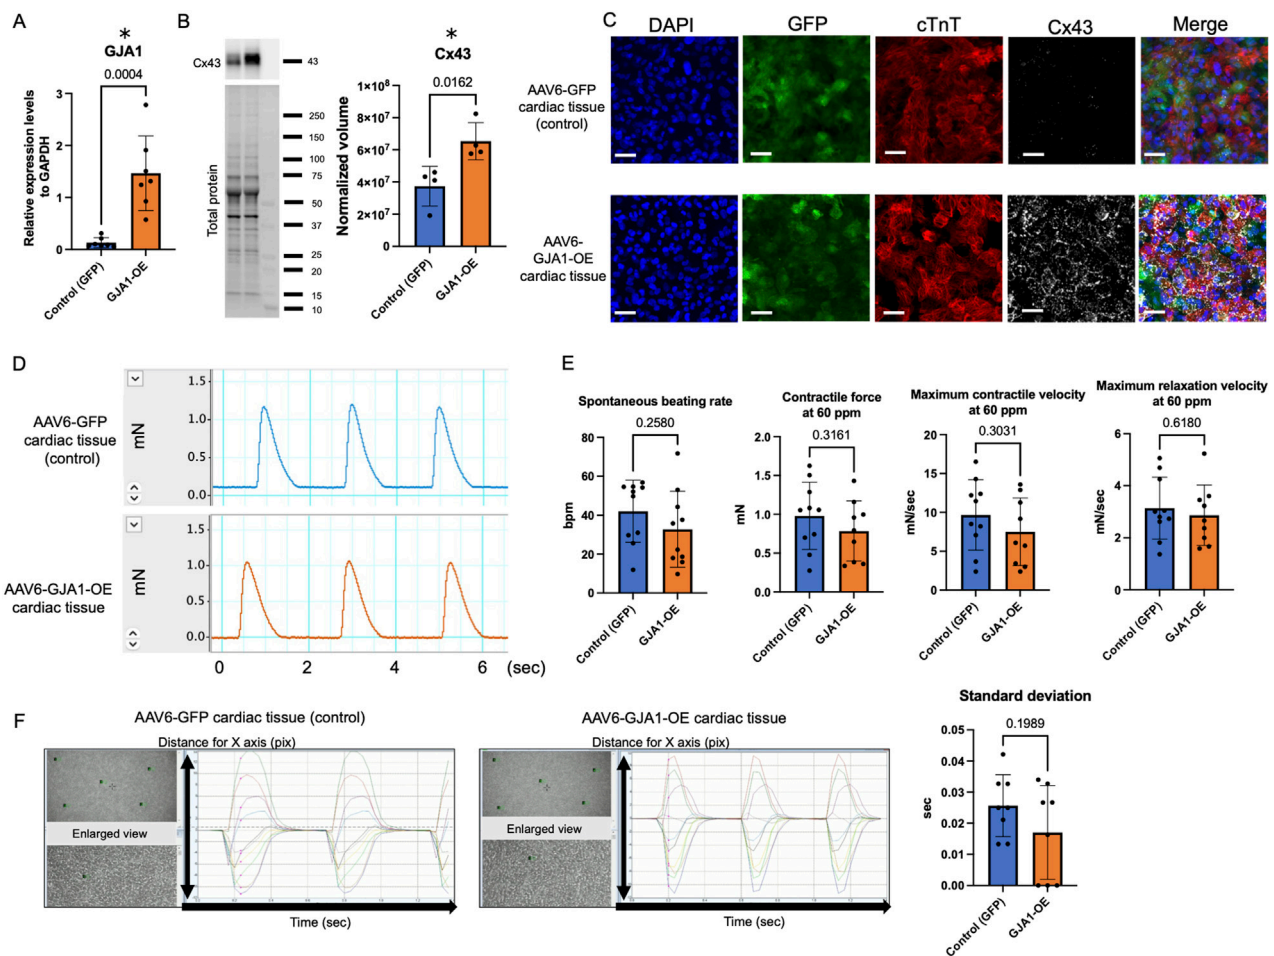 A
*
GJA1
0.0004
Relative expression levels
to GAPDH
3
2
1
0
Control (GFP)
GJA1-OE
B
Cx43
43
Total protein
250
150
100
75
50
37
25
20
15
10
*
Cx43
0.0162
Normalized volume
1×10⁸
8×10⁷
6×10⁷
4×10⁷
2×10⁷
0
Control (GFP)
GJA1-OE
C
DAPI
GFP
cTnT
Cx43
Merge
AAV6-GFP
cardiac tissue
(control)
AAV6-
GJA1-OE
cardiac tissue
D
AAV6-GFP
cardiac tissue
(control)
mN
1.5
1.0
0.5
0.0
AAV6-GJA1-OE
cardiac tissue
mN
1.5
1.0
0.5
0.0
0
2
4
6
(sec)
E
Spontaneous beating rate
0.2580
bpm
80
60
40
20
0
Control (GFP)
GJA1-OE
Contractile force
at 60 ppm
0.3161
mN
2.0
1.5
1.0
0.5
0.0
Control (GFP)
GJA1-OE
Maximum contractile velocity
at 60 ppm
0.3031
mN/sec
20
15
10
5
0
Control (GFP)
GJA1-OE
Maximum relaxation velocity
at 60 ppm
0.6180
mN/sec
6
4
2
0
Control (GFP)
GJA1-OE
F
AAV6-GFP cardiac tissue (control)
Distance for X axis (pix)
Enlarged view
Time (sec)
AAV6-GJA1-OE cardiac tissue
Distance for X axis (pix)
Enlarged view
Time (sec)
Standard deviation
0.1989
sec
0.05
0.04
0.03
0.02
0.01
0.00
Control (GFP)
GJA1-OE